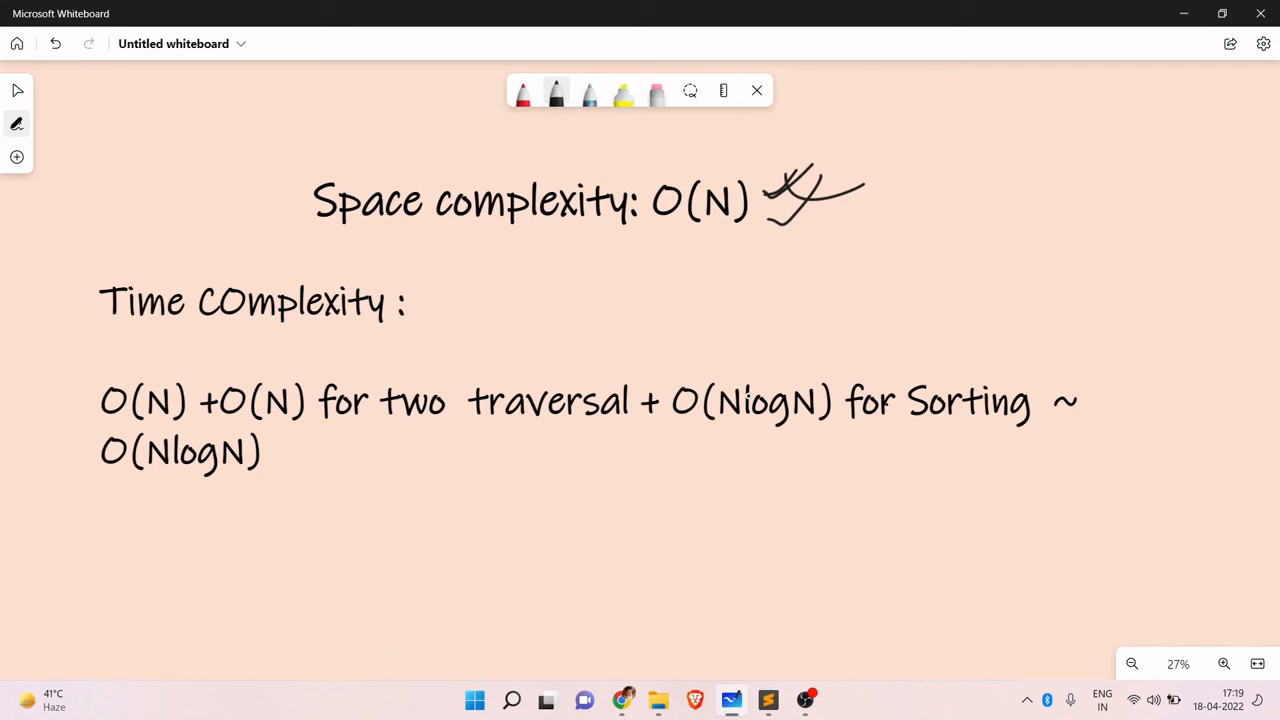 Microsoft Whiteboard
Untitled whiteboard
Space complexity: O(N)
Time COmplexity :
O(N) +O(N) for two traversal + O(NlogN) for Sorting ~
O(NlogN)
27%
41°C
Haze
ENG
IN
17:19
18-04-2022